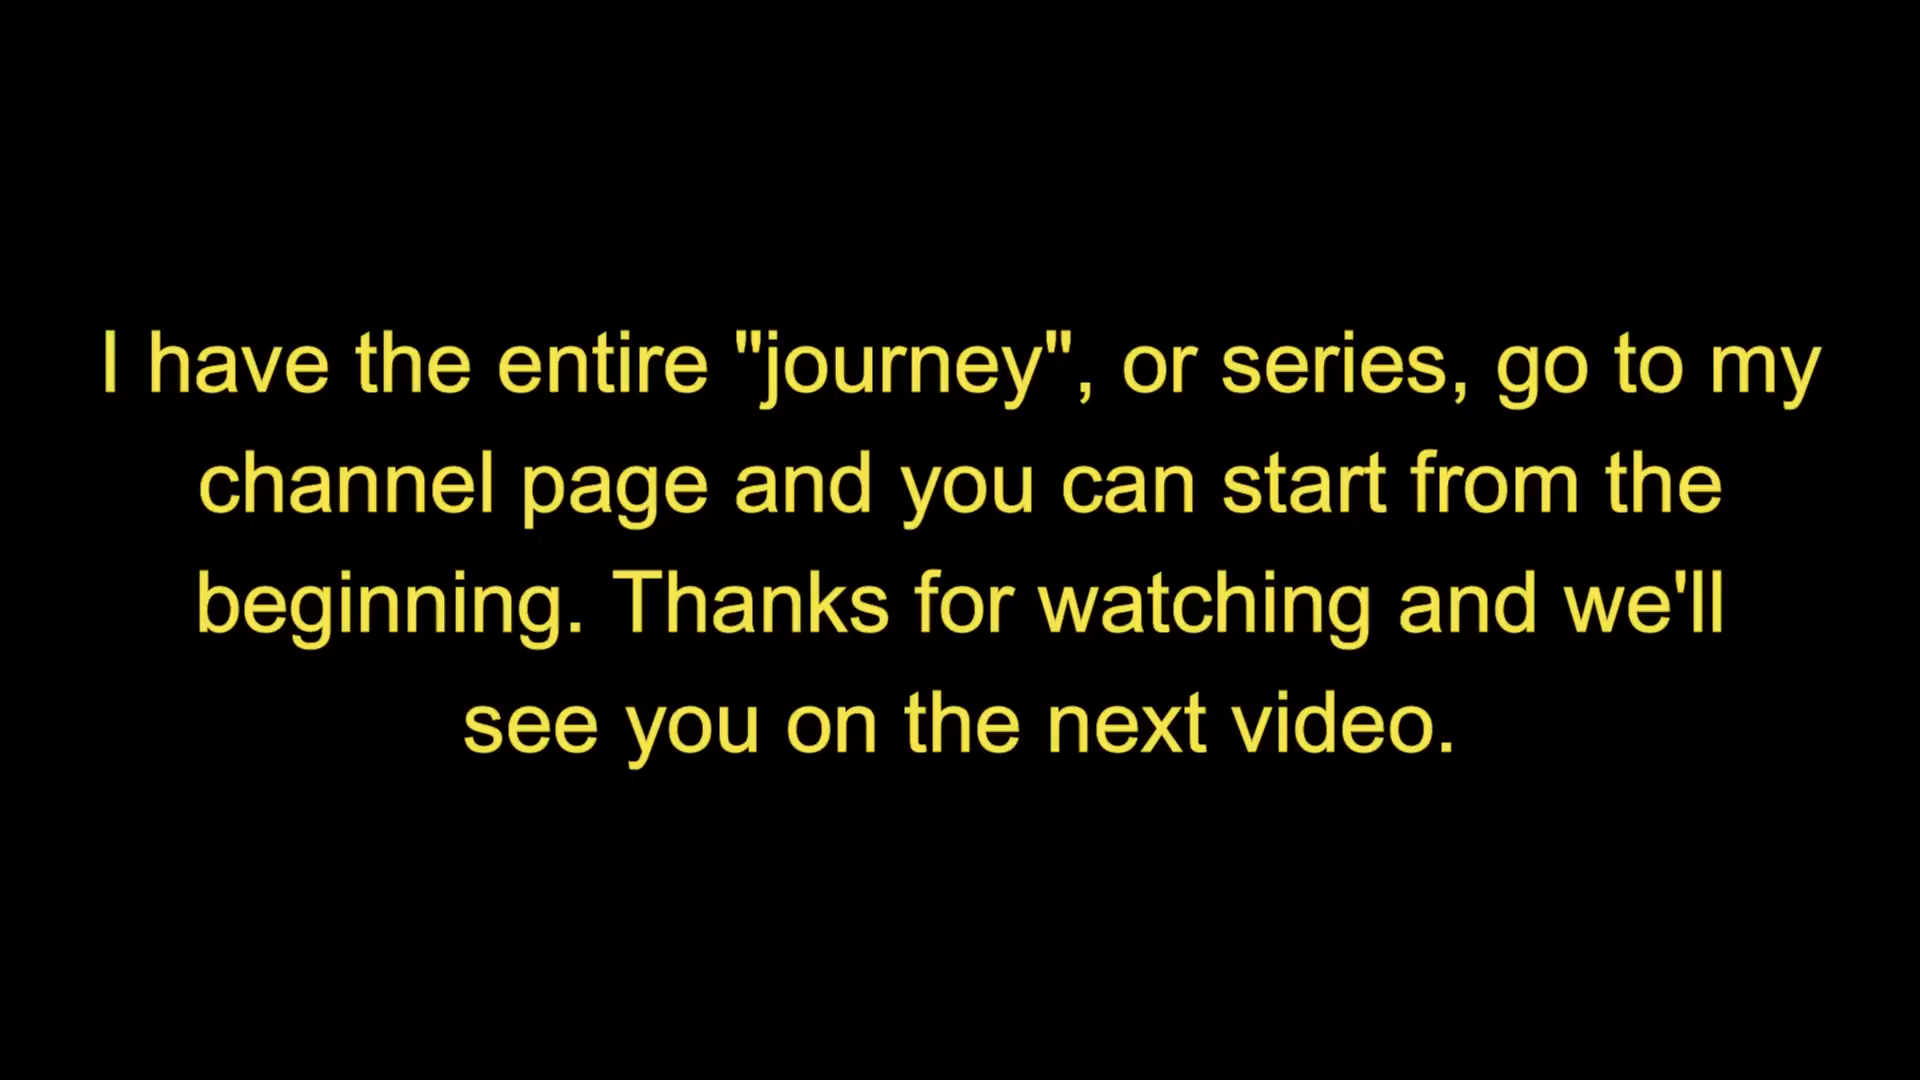 I have the entire "journey", or series, go to my
channel page and you can start from the
beginning. Thanks for watching and we'll
see you on the next video.